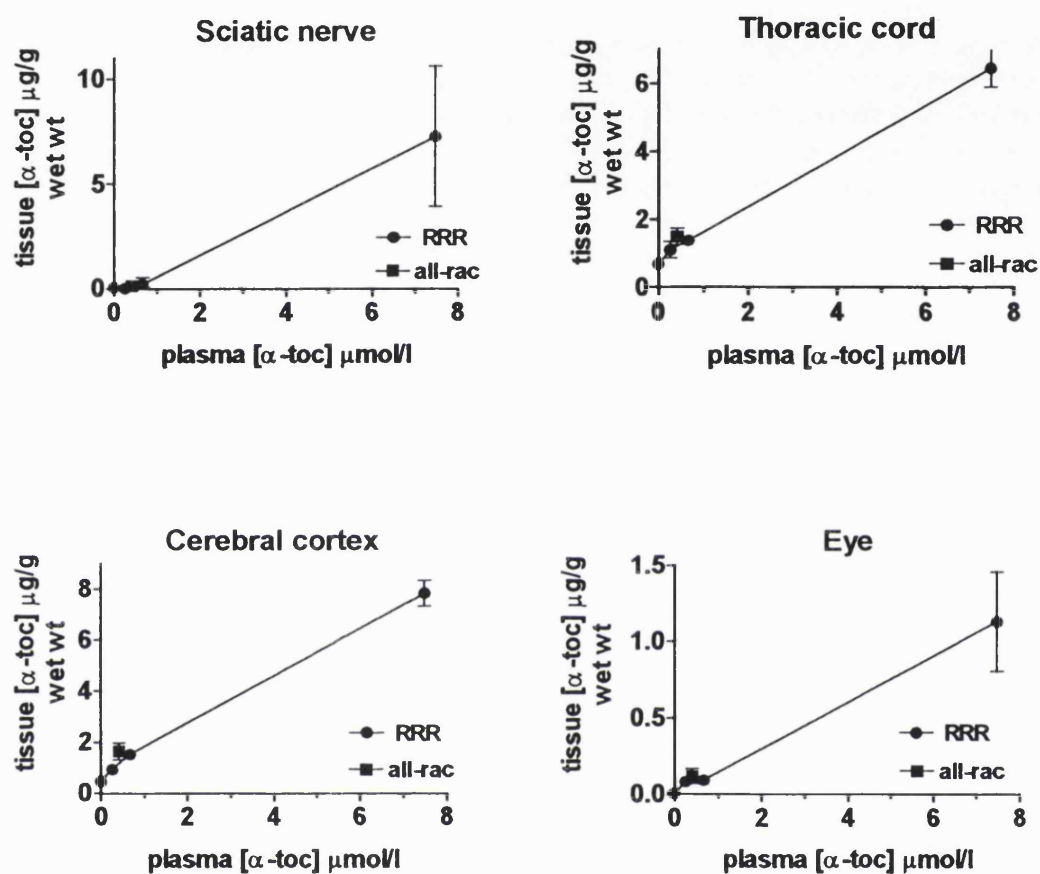 Sciatic nerve
tissue [α-toc] µg/g
wet wt
10
5
0
0 2 4 6 8
RRR
all-rac
plasma [α-toc] µmol/l
Thoracic cord
tissue [α-toc] µg/g
wet wt
6
4
2
0
0 2 4 6 8
RRR
all-rac
plasma [α-toc] µmol/l
Cerebral cortex
tissue [α-toc] µg/g
wet wt
8
6
4
2
0
0 2 4 6 8
RRR
all-rac
plasma [α-toc] µmol/l
Eye
tissue [α-toc] µg/g
wet wt
1.5
1.0
0.5
0.0
0 2 4 6 8
RRR
all-rac
plasma [α-toc] µmol/l